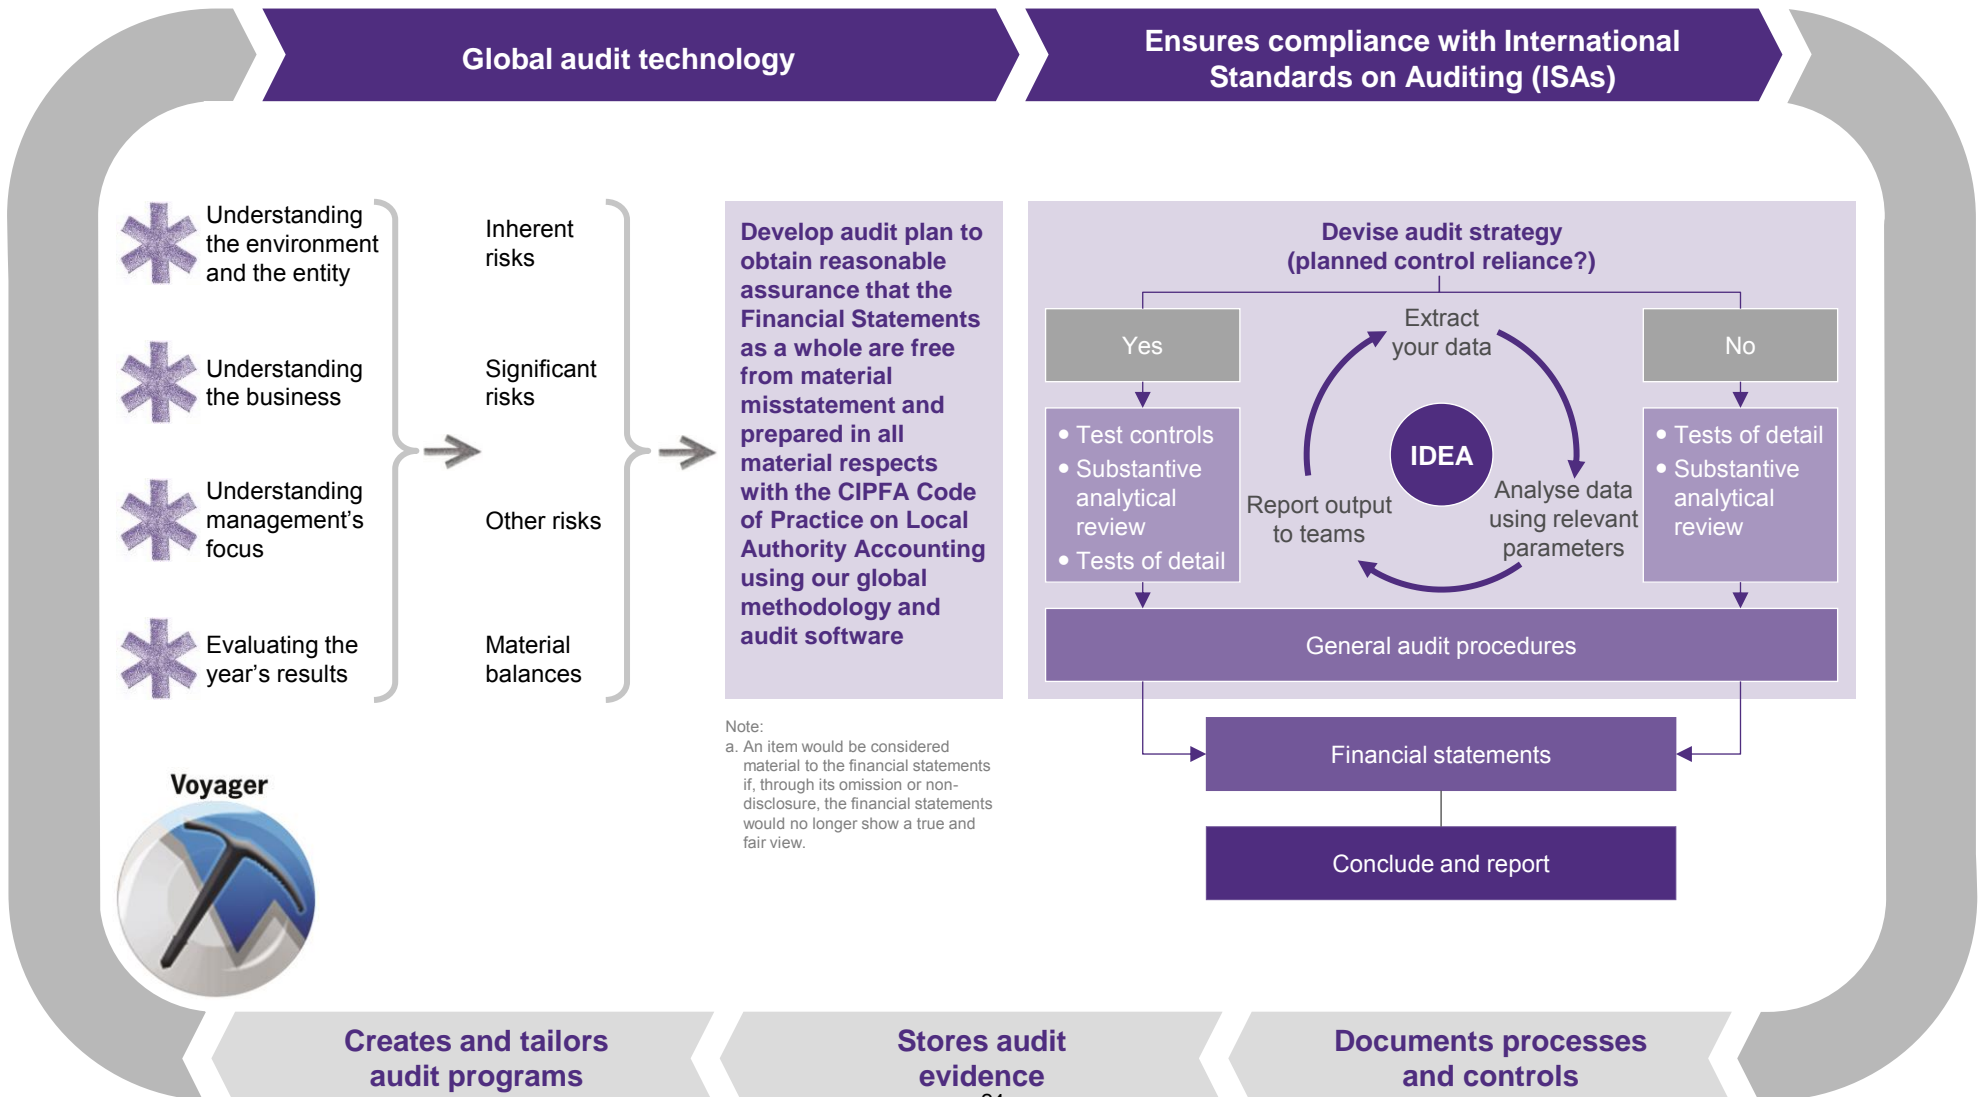 Global audit technology
Ensures compliance with International
Standards on Auditing (ISAs)
Understanding
the environment
and the entity
Understanding
the business
Understanding
management’s
focus
Evaluating the
year’s results
Inherent
risks
Significant
risks
Other risks
Material
balances
Develop audit plan to
obtain reasonable
assurance that the
Financial Statements
as a whole are free
from material
misstatement and
prepared in all
material respects
with the CIPFA Code
of Practice on Local
Authority Accounting
using our global
methodology and
audit software
Note:
a. An item would be considered
material to the financial statements
if, through its omission or non-
disclosure, the financial statements
would no longer show a true and
fair view.
Devise audit strategy
(planned control reliance?)
Yes
• Test controls
• Substantive
analytical
review
• Tests of detail
Extract
your data
IDEA
Analyse data
using relevant
parameters
Report output
to teams
No
• Tests of detail
• Substantive
analytical
review
General audit procedures
Financial statements
Conclude and report
Voyager
Creates and tailors
audit programs
Stores audit
evidence
Documents processes
and controls